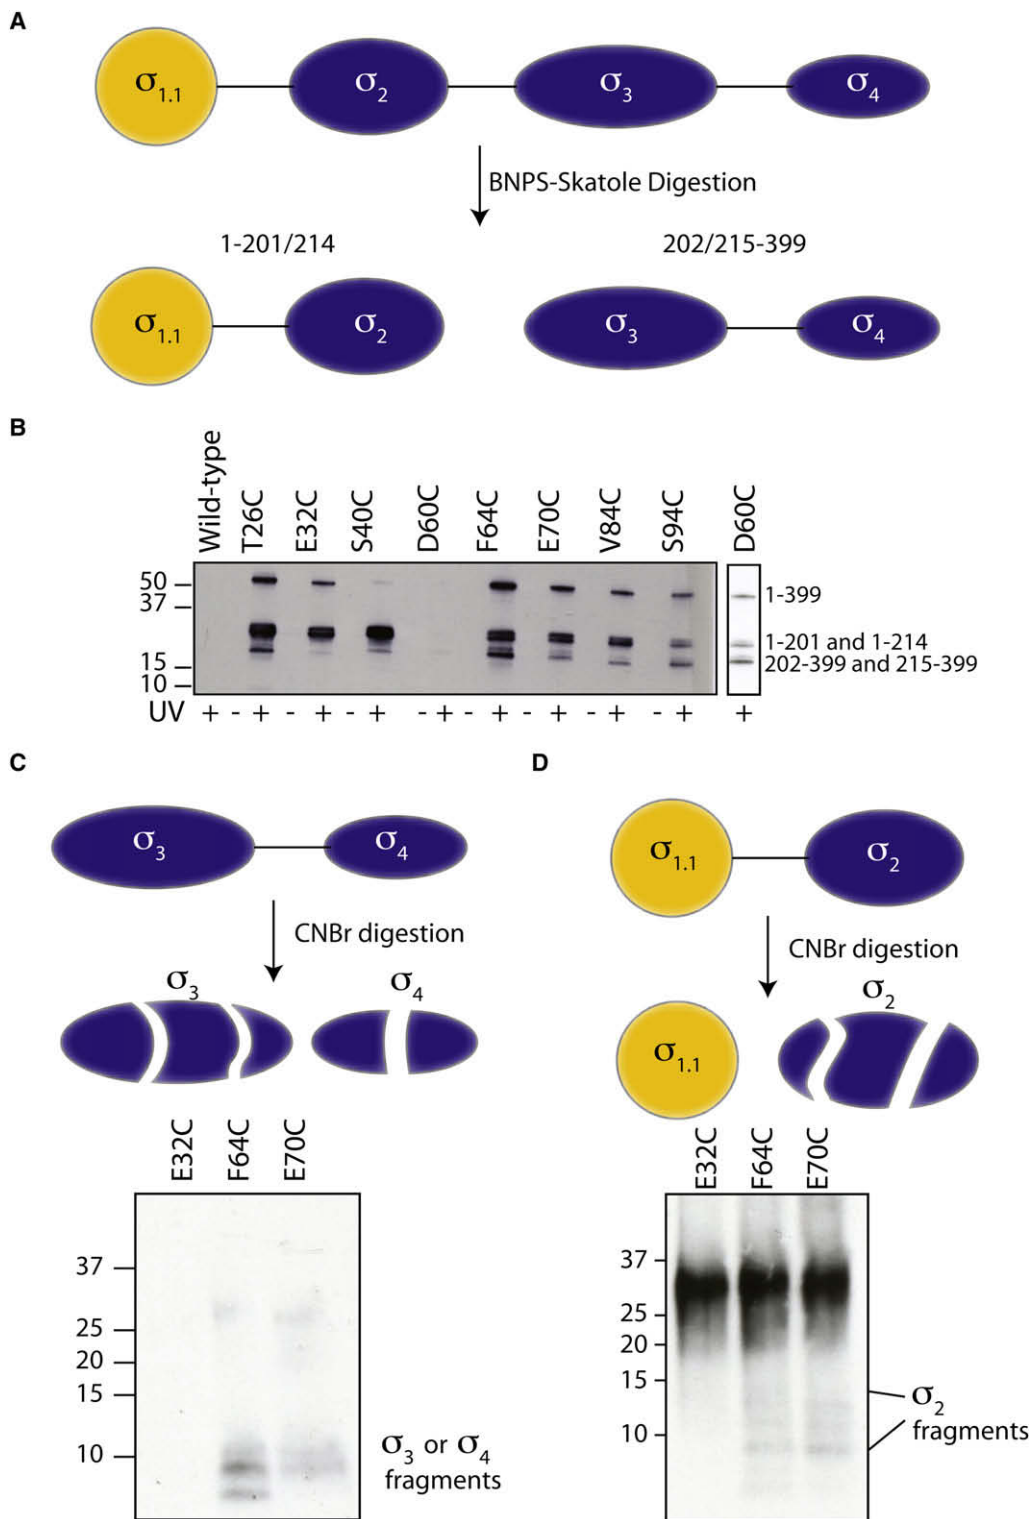 A
σ1.1 σ2 σ3 σ4
BNPS-Skatole Digestion
1-201/214 202/215-399
σ1.1 σ2 σ3 σ4
B
Wild-type T26C E32C S40C D60C F64C E70C V84C S94C D60C
50
37
15
10
1-399
1-201 and 1-214
202-399 and 215-399
UV + - + - + - + - + - + - + - + - + +
C
σ3 σ4
CNBr digestion
σ3 σ4
E32C F64C E70C
37
25
20
15
10
σ3 or σ4
fragments
D
σ1.1 σ2
CNBr digestion
σ2
σ1.1
E32C F64C E70C
37
25
20
15
10
σ2
fragments